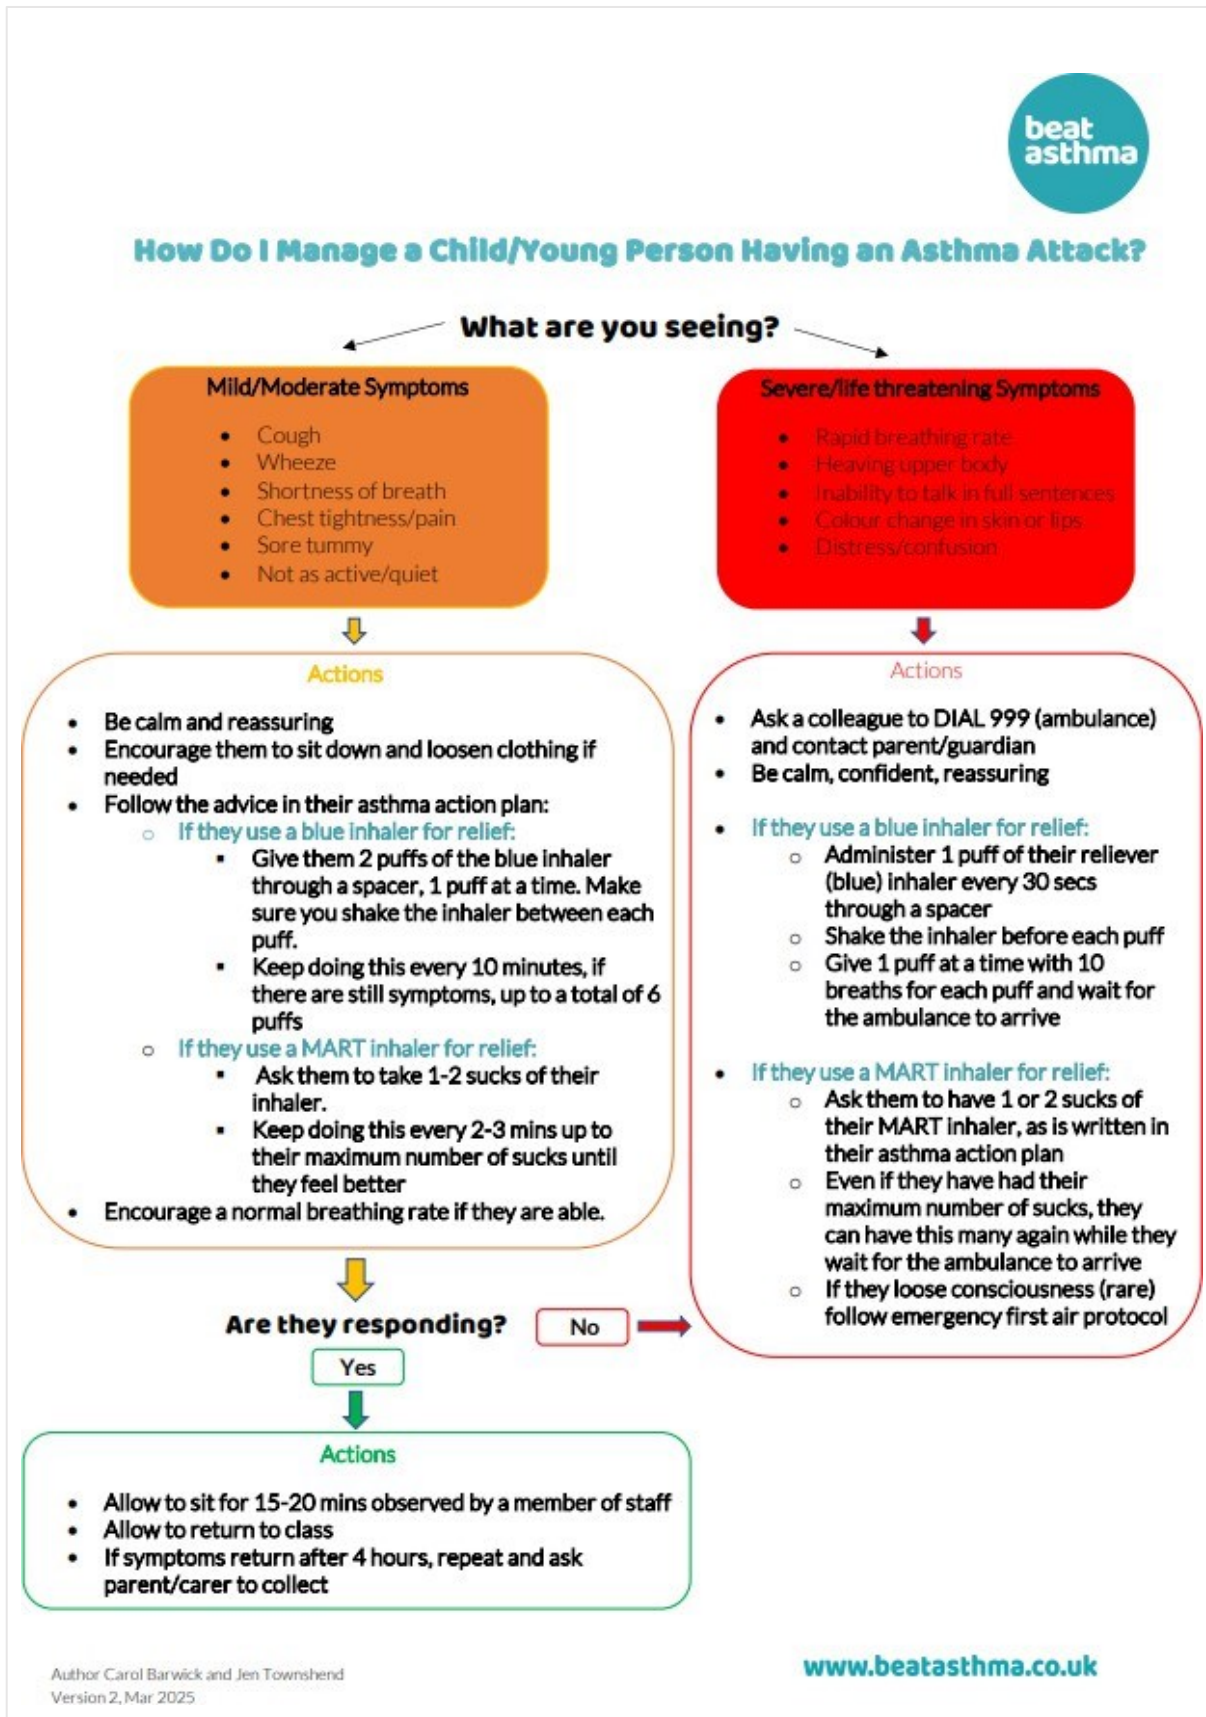 beat
asthma
How Do I Manage a Child/Young Person Having an Asthma Attack?
What are you seeing?
Mild/Moderate Symptoms
• Cough
• Wheeze
• Shortness of breath
• Chest tightness/pain
• Sore tummy
• Not as active/quiet
Severe/life threatening Symptoms
• Rapid breathing rate
• Heaving upper body
• Inability to talk in full sentences
• Colour change in skin or lips
• Distress/confusion
Actions
• Be calm and reassuring
• Encourage them to sit down and loosen clothing if
needed
• Follow the advice in their asthma action plan:
o If they use a blue inhaler for relief:
▪ Give them 2 puffs of the blue inhaler
through a spacer, 1 puff at a time. Make
sure you shake the inhaler between each
puff.
▪ Keep doing this every 10 minutes, if
there are still symptoms, up to a total of 6
puffs
o If they use a MART inhaler for relief:
▪ Ask them to take 1-2 sucks of their
inhaler.
▪ Keep doing this every 2-3 mins up to
their maximum number of sucks until
they feel better
• Encourage a normal breathing rate if they are able.
Actions
• Ask a colleague to DIAL 999 (ambulance)
and contact parent/guardian
• Be calm, confident, reassuring
• If they use a blue inhaler for relief:
o Administer 1 puff of their reliever
(blue) inhaler every 30 secs
through a spacer
o Shake the inhaler before each puff
o Give 1 puff at a time with 10
breaths for each puff and wait for
the ambulance to arrive
• If they use a MART inhaler for relief:
o Ask them to have 1 or 2 sucks of
their MART inhaler, as is written in
their asthma action plan
o Even if they have had their
maximum number of sucks, they
can have this many again while they
wait for the ambulance to arrive
o If they loose consciousness (rare)
follow emergency first air protocol
Are they responding?
No
Yes
Actions
• Allow to sit for 15-20 mins observed by a member of staff
• Allow to return to class
• If symptoms return after 4 hours, repeat and ask
parent/carer to collect
Author Carol Barwick and Jen Townshend
Version 2, Mar 2025
www.beatasthma.co.uk